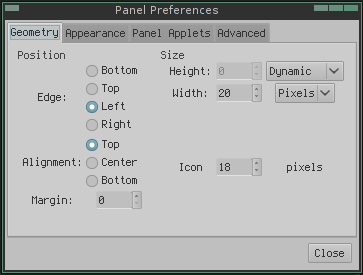 Panel Preferences
Geometry Appearance Panel Applets Advanced
Position Size
Bottom Height: 0 Dynamic
Top
Edge: Width: 20 Pixels
Left
Right
Top
Alignment: Center Icon 18 pixels
Bottom
Margin: 0
Close